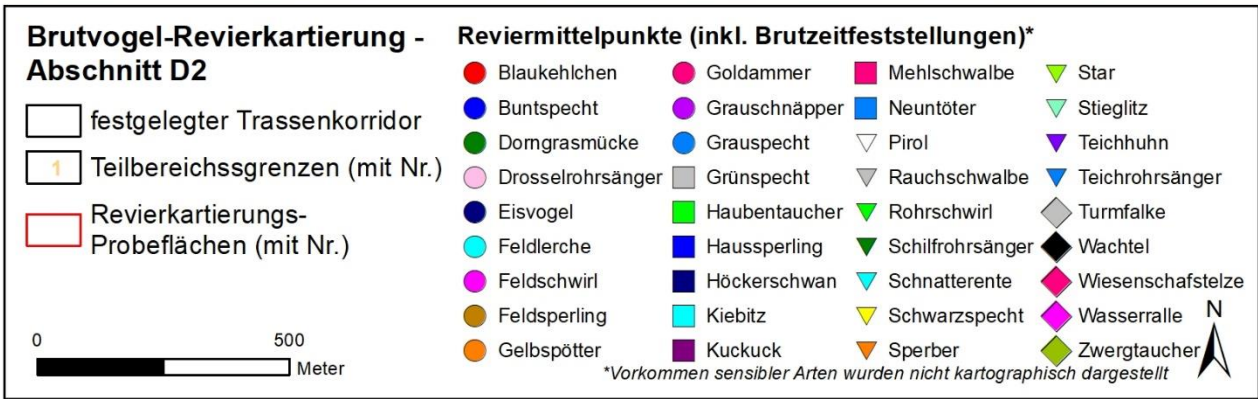 Brutvogel-Revierkartierung -
Abschnitt D2
festgelegter Trassenkorridor
1 Teilbereichssgrenzen (mit Nr.)
Revierkartierungs-
Probeflächen (mit Nr.)
0 500
Meter
Reviermittelpunkte (inkl. Brutzeitfeststellungen)*
Blaukehlchen
Buntspecht
Dorngrasmücke
Drosselrohrsänger
Eisvogel
Feldlerche
Feldschwirl
Feldsperling
Gelbspötter
Goldammer
Grauschnäpper
Grauspecht
Grünspecht
Haubentaucher
Haussperling
Höckerschwan
Kiebitz
Kuckuck
Mehlschwalbe
Neuntöter
Pirol
Rauchschwalbe
Rohrschwirl
Schilfrohrsänger
Schnatterente
Schwarzspecht
Sperber
Star
Stieglitz
Teichhuhn
Teichrohrsänger
Turmfalke
Wachtel
Wiesenschafstelze
Wasserralle
Zwergtaucher
N
*Vorkommen sensibler Arten wurden nicht kartographisch dargestellt